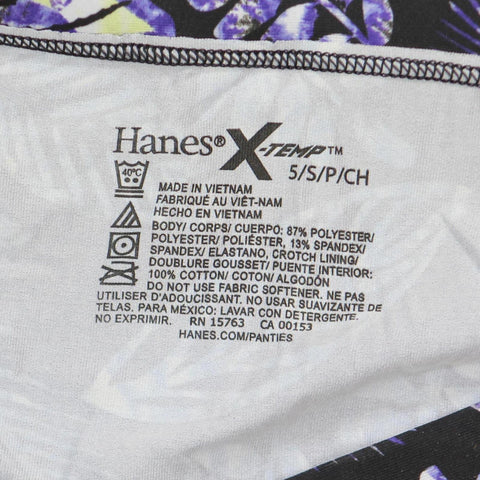 Hanes® X-TEMP™
5/S/P/CH
40°C
MADE IN VIETNAM
FABRIQUÉ AU VIÊT-NAM
HECHO EN VIETNAM
BODY/ CORPS/ CUERPO: 87% POLYESTER/
POLYESTER/ POLIÉSTER, 13% SPANDEX/
SPANDEX/ ELASTANO, CROTCH LINING/
DOUBLURE GOUSSET/ PUENTE INTERIOR:
100% COTTON/ COTON/ ALGODÓN
DO NOT USE FABRIC SOFTENER. NE PAS
UTILISER D'ADOUCISSANT. NO USAR SUAVIZANTE DE
TELAS. PARA MÉXICO: LAVAR CON DETERGENTE.
NO EXPRIMIR. RN 15763 CA 00153
HANES.COM/PANTIES